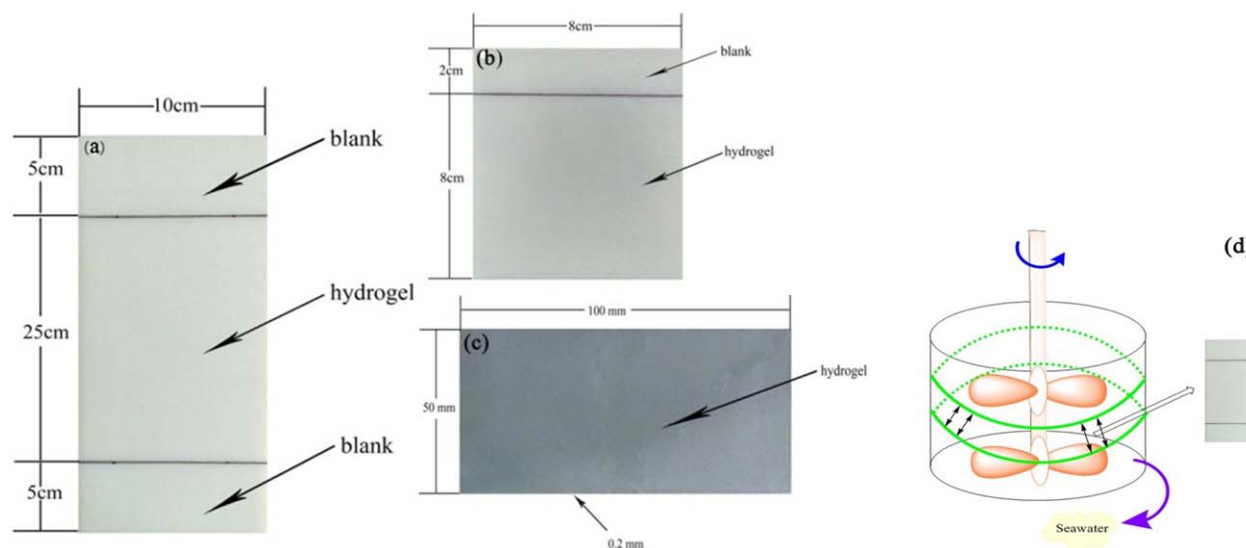 10cm
(a)
5cm
blank
25cm
hydrogel
5cm
blank
8cm
(b)
2cm
blank
8cm
hydrogel
100 mm
(c)
50 mm
hydrogel
0.2 mm
(d)
Seawater